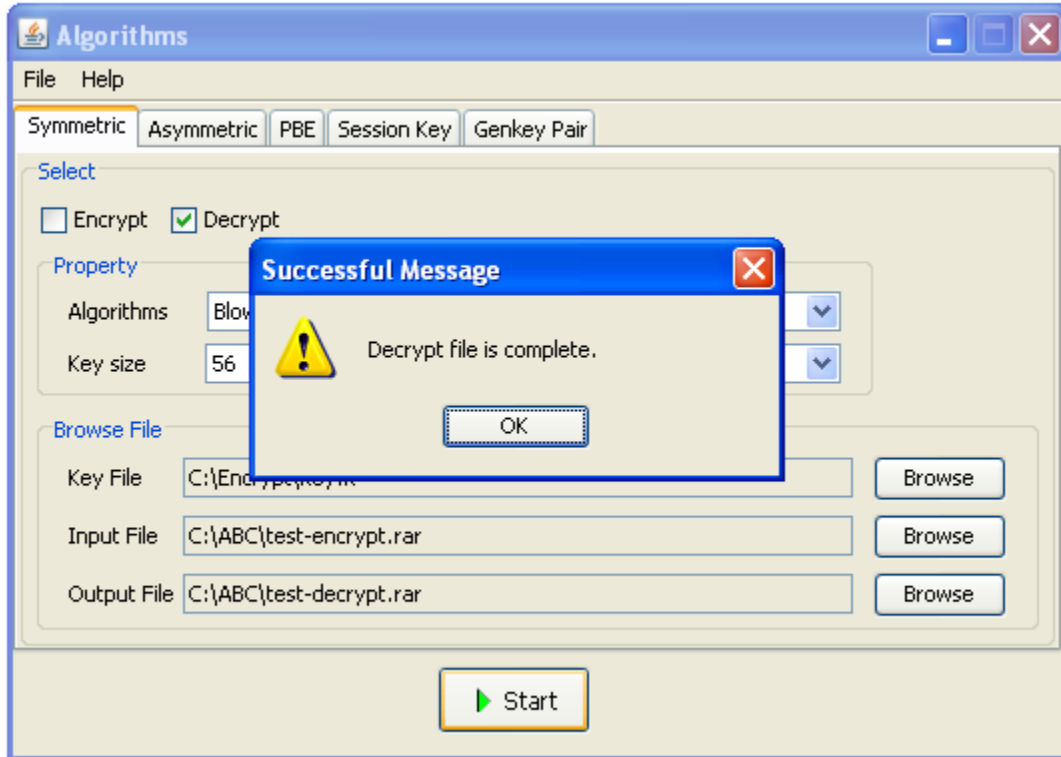 Algorithms
File Help
Symmetric Asymmetric PBE Session Key Genkey Pair
Select
Encrypt Decrypt
Property
Successful Message
Algorithms
Decrypt file is complete.
Key size 56
OK
Browse File
Key File Browse
Input File C:\ABC\test-encrypt.rar Browse
Output File C:\ABC\test-decrypt.rar Browse
Start